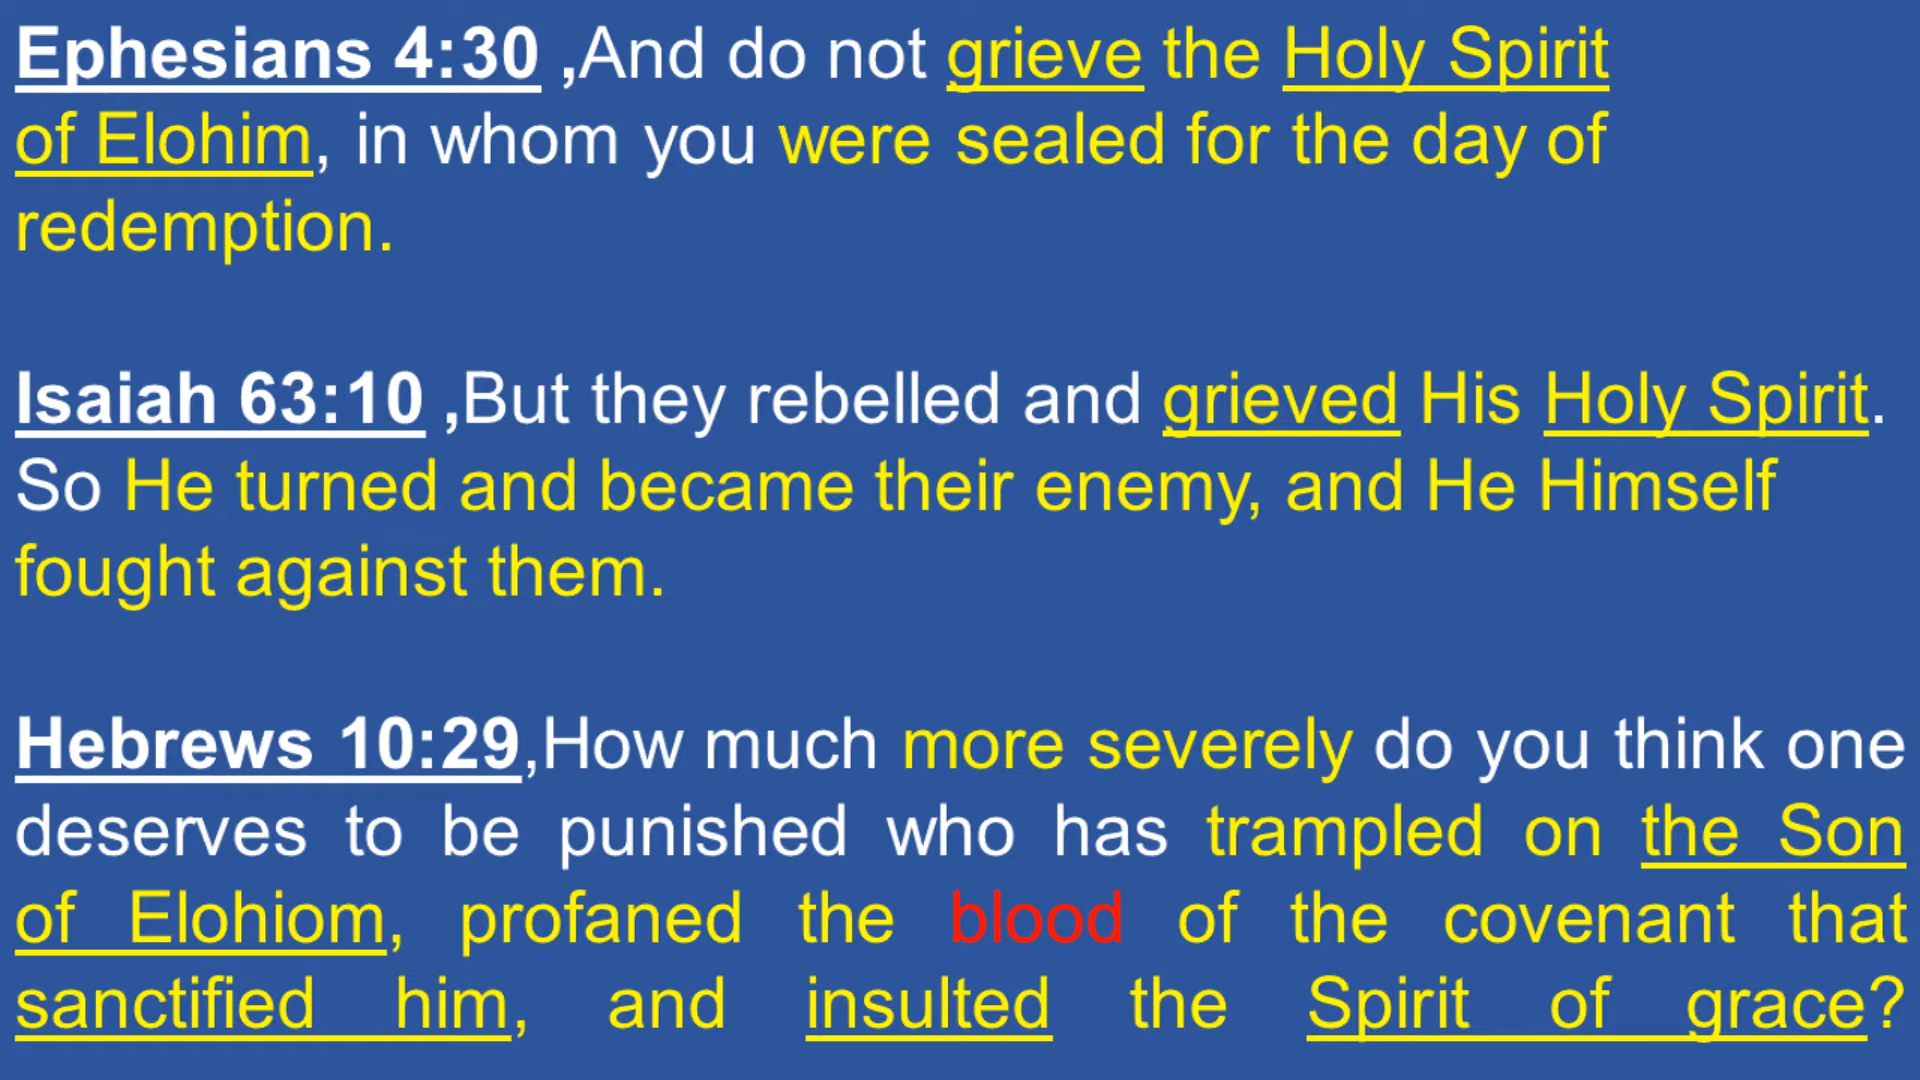 Ephesians 4:30 ,And do not grieve the Holy Spirit
of Elohim, in whom you were sealed for the day of
redemption.
Isaiah 63:10 ,But they rebelled and grieved His Holy Spirit.
So He turned and became their enemy, and He Himself
fought against them.
Hebrews 10:29,How much more severely do you think one
deserves to be punished who has trampled on the Son
of Elohiom, profaned the blood of the covenant that
sanctified him, and insulted the Spirit of grace?